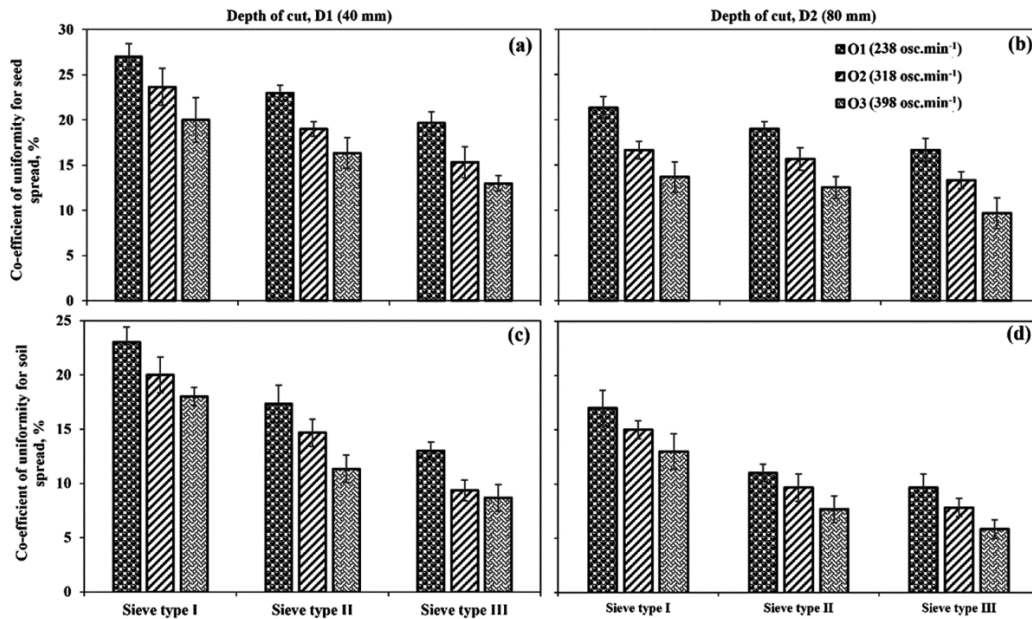 Depth of cut, D1 (40 mm)
Depth of cut, D2 (80 mm)
Co-efficient of uniformity for seed
spread, %
30
25
20
15
10
5
0
(a)
(b)
O1 (238 osc.min⁻¹)
O2 (318 osc.min⁻¹)
O3 (398 osc.min⁻¹)
Co-efficient of uniformity for soil
spread, %
25
20
15
10
5
0
(c)
(d)
Sieve type I
Sieve type II
Sieve type III
Sieve type I
Sieve type II
Sieve type III